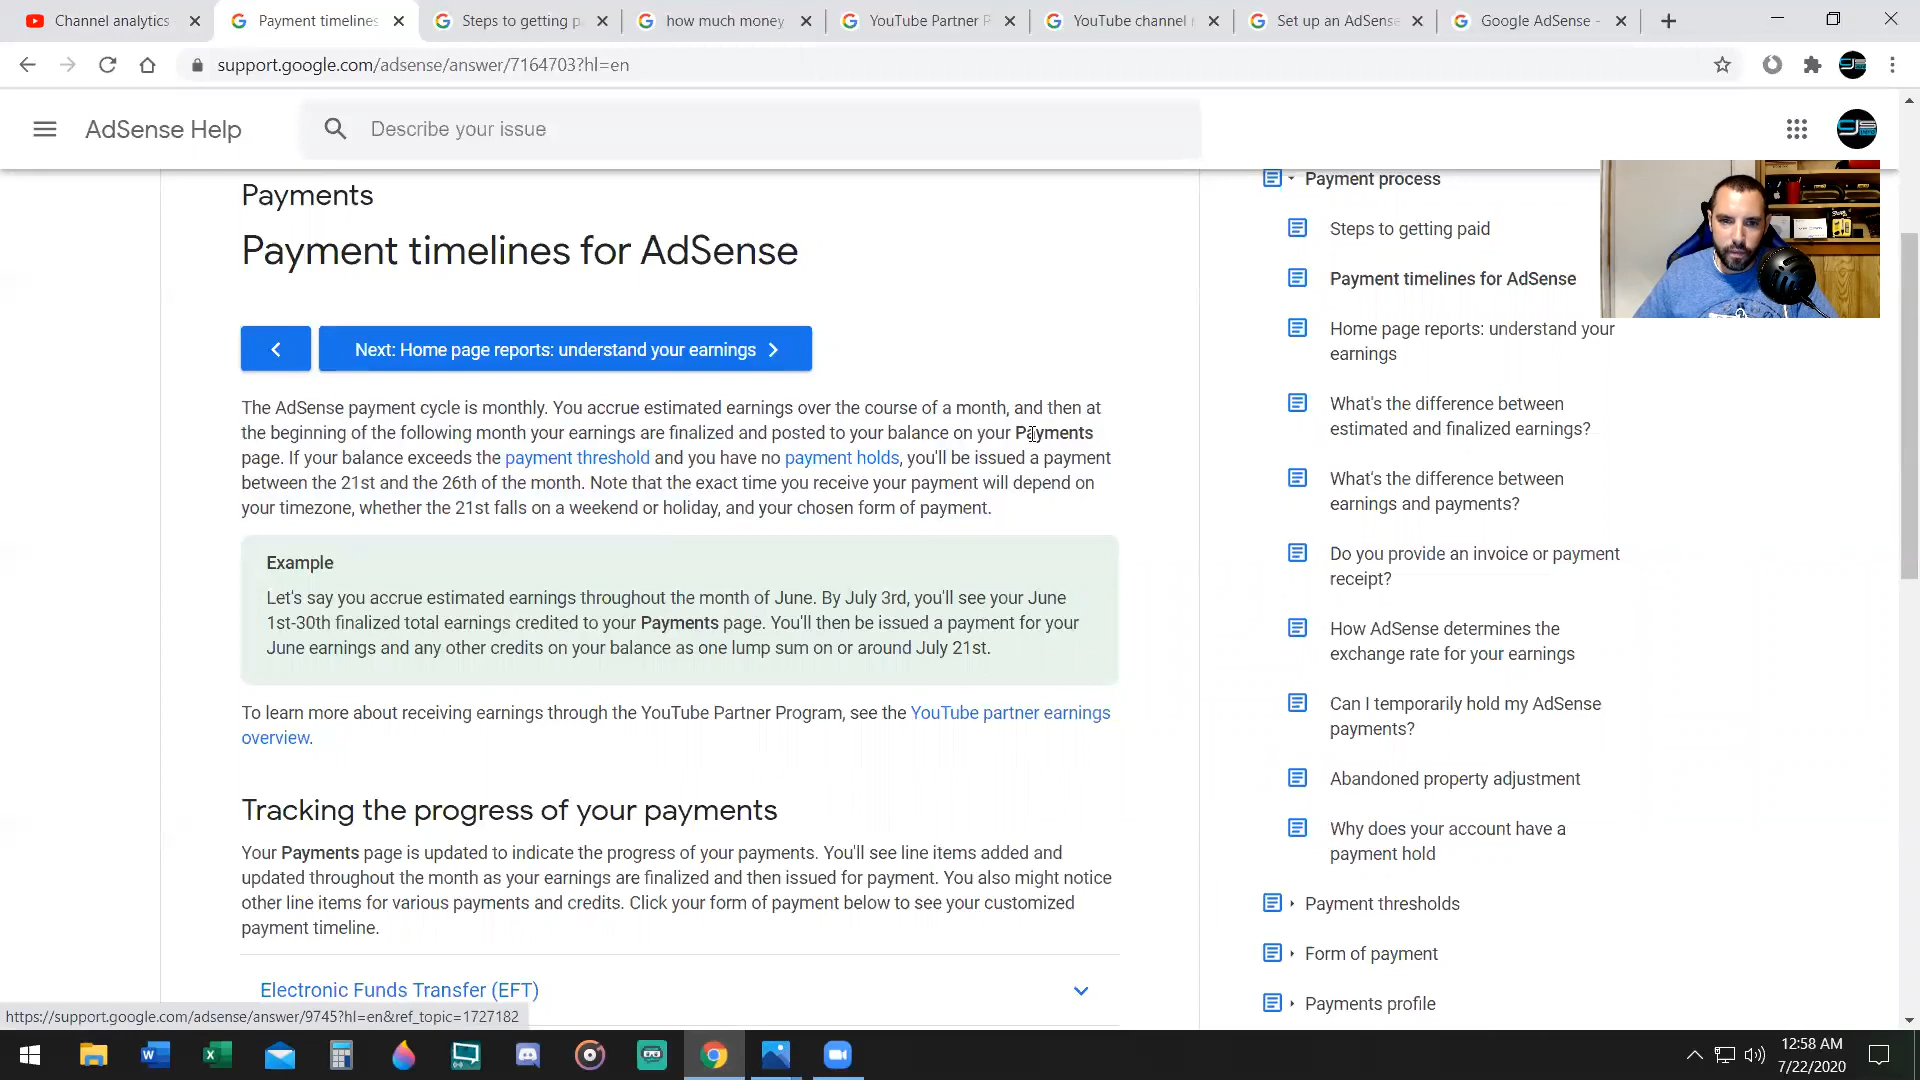 Channel analytics
Payment timelines
Steps to getting p
how much money
YouTube Partner P
YouTube channel
Set up an AdSense
Google AdSense -
support.google.com/adsense/answer/7164703?hl=en
AdSense Help
Describe your issue
Payments
Payment timelines for AdSense
Next: Home page reports: understand your earnings
The AdSense payment cycle is monthly. You accrue estimated earnings over the course of a month, and then at
the beginning of the following month your earnings are finalized and posted to your balance on your Payments
page. If your balance exceeds the payment threshold and you have no payment holds, you'll be issued a payment
between the 21st and the 26th of the month. Note that the exact time you receive your payment will depend on
your timezone, whether the 21st falls on a weekend or holiday, and your chosen form of payment.
Example
Let's say you accrue estimated earnings throughout the month of June. By July 3rd, you'll see your June
1st-30th finalized total earnings credited to your Payments page. You'll then be issued a payment for your
June earnings and any other credits on your balance as one lump sum on or around July 21st.
To learn more about receiving earnings through the YouTube Partner Program, see the YouTube partner earnings
overview.
Tracking the progress of your payments
Your Payments page is updated to indicate the progress of your payments. You'll see line items added and
updated throughout the month as your earnings are finalized and then issued for payment. You also might notice
other line items for various payments and credits. Click your form of payment below to see your customized
payment timeline.
Electronic Funds Transfer (EFT)
https://support.google.com/adsense/answer/9745?hl=en&ref_topic=1727182
Payment process
Steps to getting paid
Payment timelines for AdSense
Home page reports: understand your
earnings
What's the difference between
estimated and finalized earnings?
What's the difference between
earnings and payments?
Do you provide an invoice or payment
receipt?
How AdSense determines the
exchange rate for your earnings
Can I temporarily hold my AdSense
payments?
Abandoned property adjustment
Why does your account have a
payment hold
Payment thresholds
Form of payment
Payments profile
12:58 AM
7/22/2020